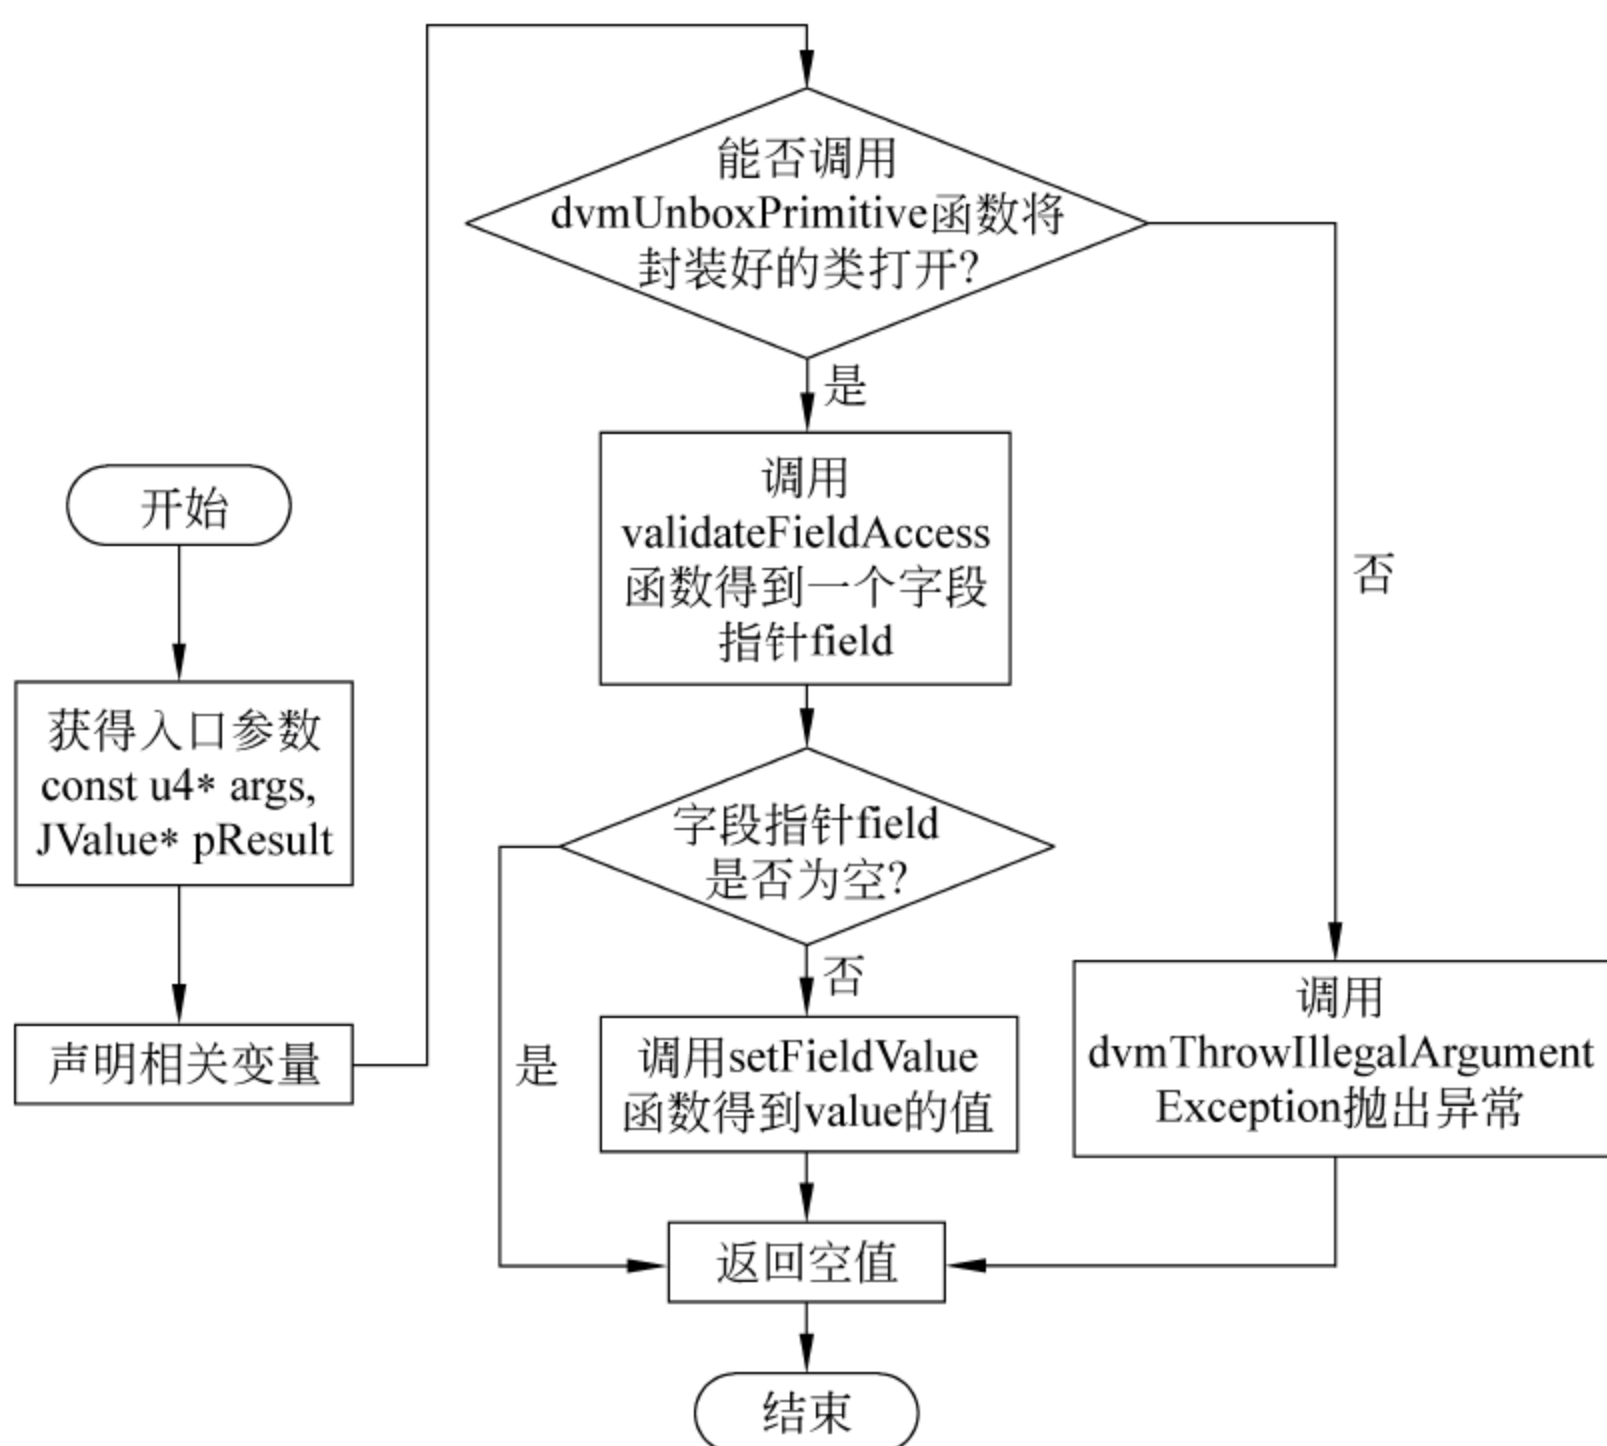 开始
获得入口参数
const u4* args,
JValue* pResult
声明相关变量
能否调用
dvmUnboxPrimitive函数将
封装好的类打开?
是
调用
validateFieldAccess
函数得到一个字段
指针field
字段指针field
是否为空?
否
是
调用setFieldValue
函数得到value的值
否
调用
dvmThrowIllegalArgument
Exception抛出异常
返回空值
结束